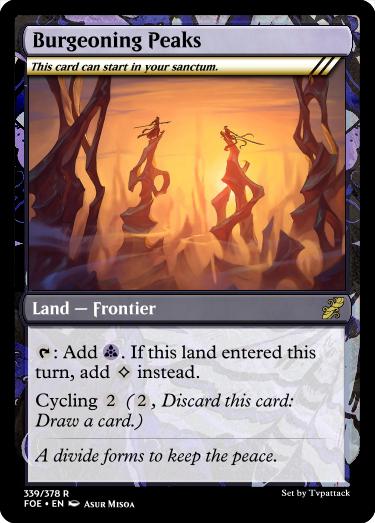 Burgeoning Peaks
This card can start in your sanctum.
Land — Frontier
: Add . If this land entered this
turn, add instead.
Cycling 2 (2, Discard this card:
Draw a card.)
A divide forms to keep the peace.
339/378 R
FOE • EN Asur Misoa
Set by Tvpattack